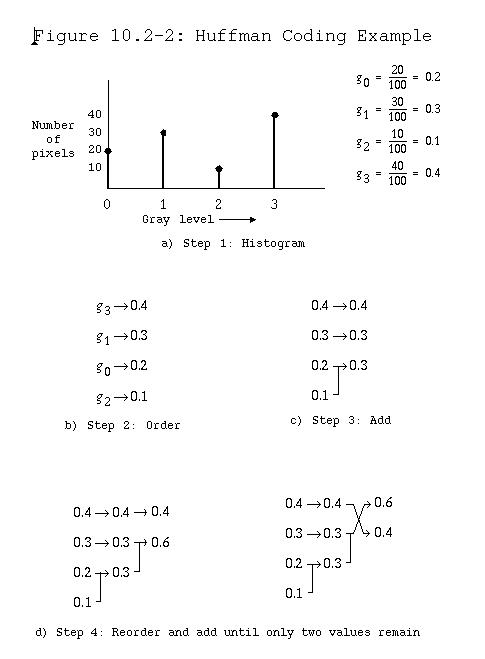 Figure 10.2-2: Huffman Coding Example
g0 = 20/100 = 0.2
g1 = 30/100 = 0.3
g2 = 10/100 = 0.1
g3 = 40/100 = 0.4
Number
of
pixels
40
30
20
10
0 1 2 3
Gray level →
a) Step 1: Histogram
g3 → 0.4
g1 → 0.3
g0 → 0.2
g2 → 0.1
b) Step 2: Order
0.4 → 0.4
0.3 → 0.3
0.2 → 0.3
0.1
c) Step 3: Add
0.4 → 0.4 → 0.4
0.3 → 0.3 → 0.6
0.2 → 0.3
0.1
0.4 → 0.4 → 0.6
0.3 → 0.3 → 0.4
0.2 → 0.3
0.1
d) Step 4: Reorder and add until only two values remain